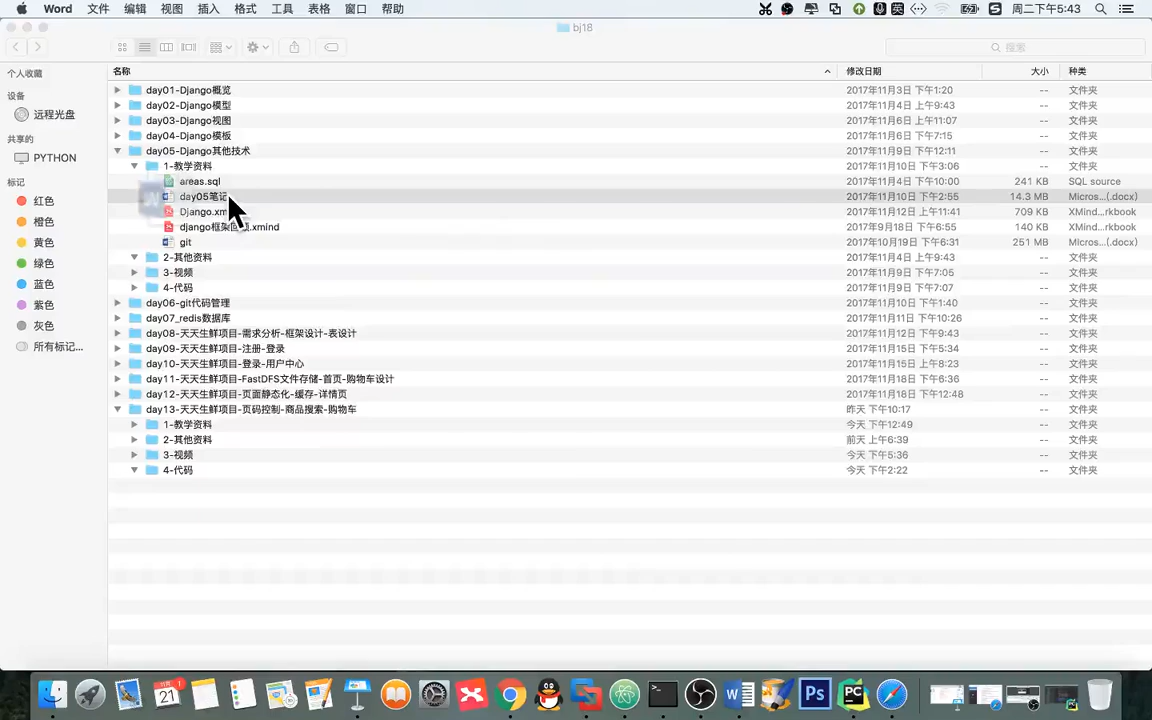 Word 文件 编辑 视图 插入 格式 工具 表格 窗口 帮助 英 周二下午5:43
bj18
搜索
名称 修改日期 大小 种类
个人收藏
设备
远程光盘
共享的
PYTHON
标记
红色
橙色
黄色
绿色
蓝色
紫色
灰色
所有标记...
day01-Django概览 2017年11月3日 下午1:20 -- 文件夹
day02-Django模型 2017年11月4日 上午9:43 -- 文件夹
day03-Django视图 2017年11月6日 上午11:07 -- 文件夹
day04-Django模板 2017年11月6日 下午7:15 -- 文件夹
day05-Django其他技术 2017年11月9日 下午12:11 -- 文件夹
1-教学资料 2017年11月10日 下午3:06 -- 文件夹
areas.sql 2017年11月4日 上午10:00 241 KB SQL source
day05笔记 2017年11月10日 下午2:55 14.3 MB Micros...(.docx)
Django.xm 2017年11月12日 上午11:41 709 KB XMind...rkbook
django框架回顾.xmind 2017年9月18日 下午6:55 140 KB XMind...rkbook
git 2017年10月19日 下午6:31 251 MB Micros...(.docx)
2-其他资料 2017年11月4日 上午9:43 -- 文件夹
3-视频 2017年11月9日 下午7:05 -- 文件夹
4-代码 2017年11月9日 下午7:07 -- 文件夹
day06-git代码管理 2017年11月10日 下午1:40 -- 文件夹
day07_redis数据库 2017年11月11日 下午10:26 -- 文件夹
day08-天天生鲜项目-需求分析-框架设计-表设计 2017年11月12日 下午9:43 -- 文件夹
day09-天天生鲜项目-注册-登录 2017年11月15日 下午5:34 -- 文件夹
day10-天天生鲜项目-登录-用户中心 2017年11月15日 上午8:23 -- 文件夹
day11-天天生鲜项目-FastDFS文件存储-首页-购物车设计 2017年11月18日 下午6:36 -- 文件夹
day12-天天生鲜项目-页面静态化-缓存-详情页 2017年11月18日 下午12:48 -- 文件夹
day13-天天生鲜项目-页码控制-商品搜索-购物车 昨天 下午10:17 -- 文件夹
1-教学资料 今天 下午12:49 -- 文件夹
2-其他资料 前天 上午6:39 -- 文件夹
3-视频 今天 下午5:36 -- 文件夹
4-代码 今天 下午2:22 -- 文件夹
21 1 Ps PC